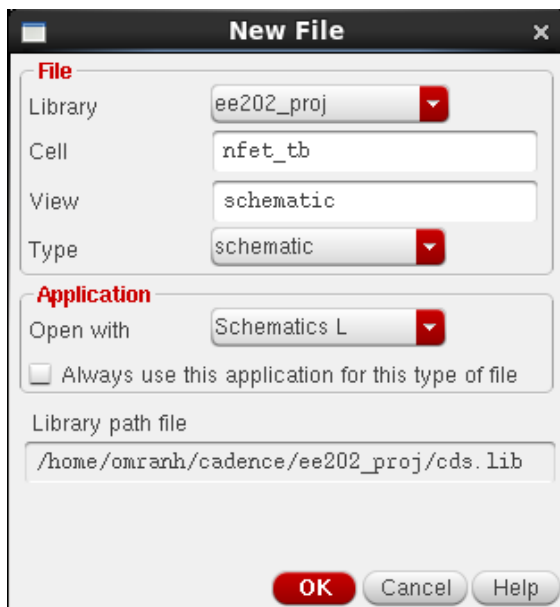 New File
File
Library ee202_proj
Cell nfet_tb
View schematic
Type schematic
Application
Open with Schematics L
Always use this application for this type of file
Library path file
/home/omranh/cadence/ee202_proj/cds.lib
OK Cancel Help